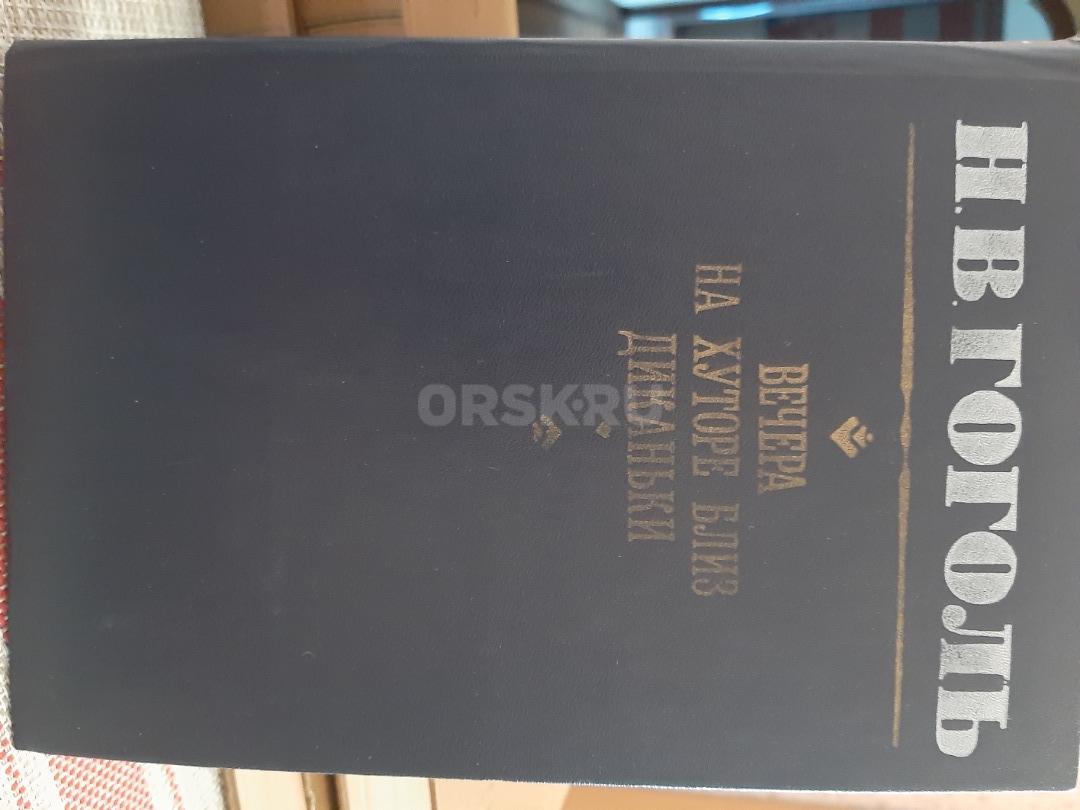 Н.В.ГОГОЛЬ
ВЕЧЕРА
НА ХУТОРЕ БЛИЗ
ДИКАНЬКИ
ORSK.RU